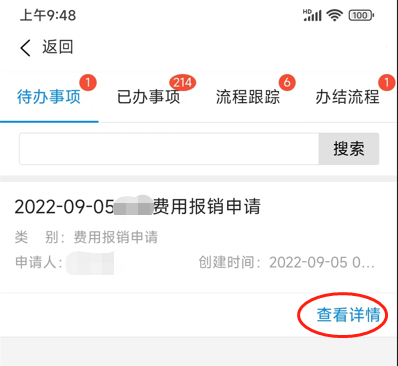 上午9:48
HD 100
返回
待办事项 1 已办事项 214 流程跟踪 6 办结流程 1
搜索
2022-09-05 费用报销申请
类 别：费用报销申请
申请人： 创建时间：2022-09-05 0...
查看详情